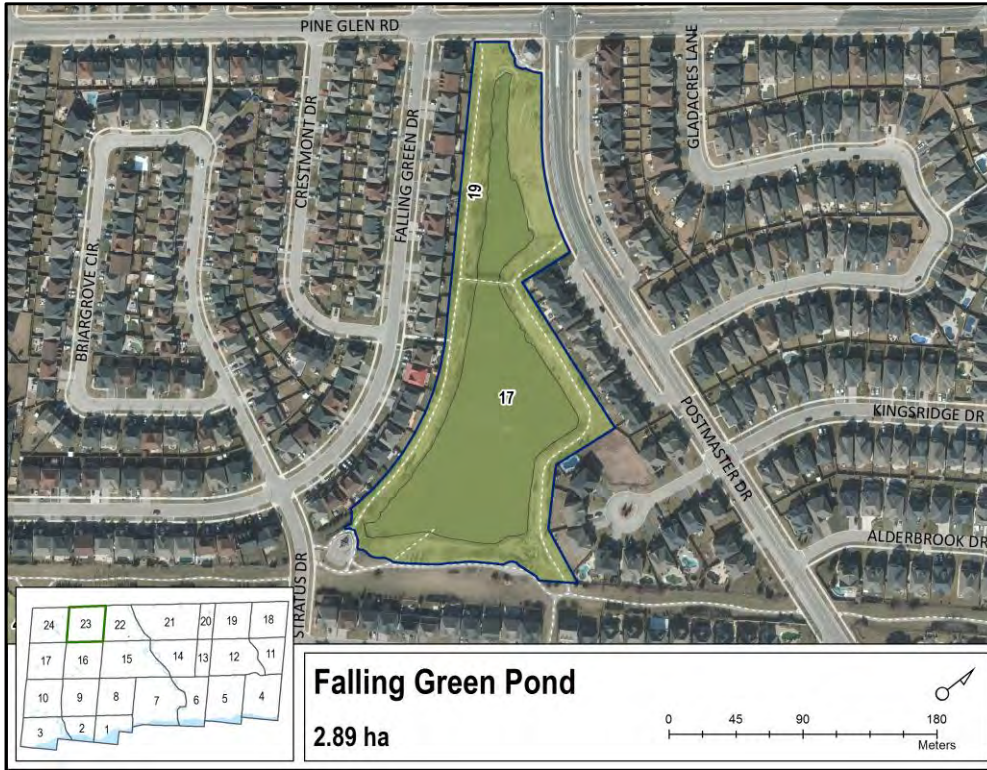 PINE GLEN RD
GLADACRES LANE
CRESTMONT DR
FALLING GREEN DR
BRIARGROVE CIR
19
17
POSTMASTER DR
KINGSRIDGE DR
ALDERBROOK DR
STRATUS DR
24 23 22 21 20 19 18
17 16 15 14 13 12 11
10 9 8 7 6 5 4
3 2 1
Falling Green Pond
2.89 ha
0 45 90 180
Meters